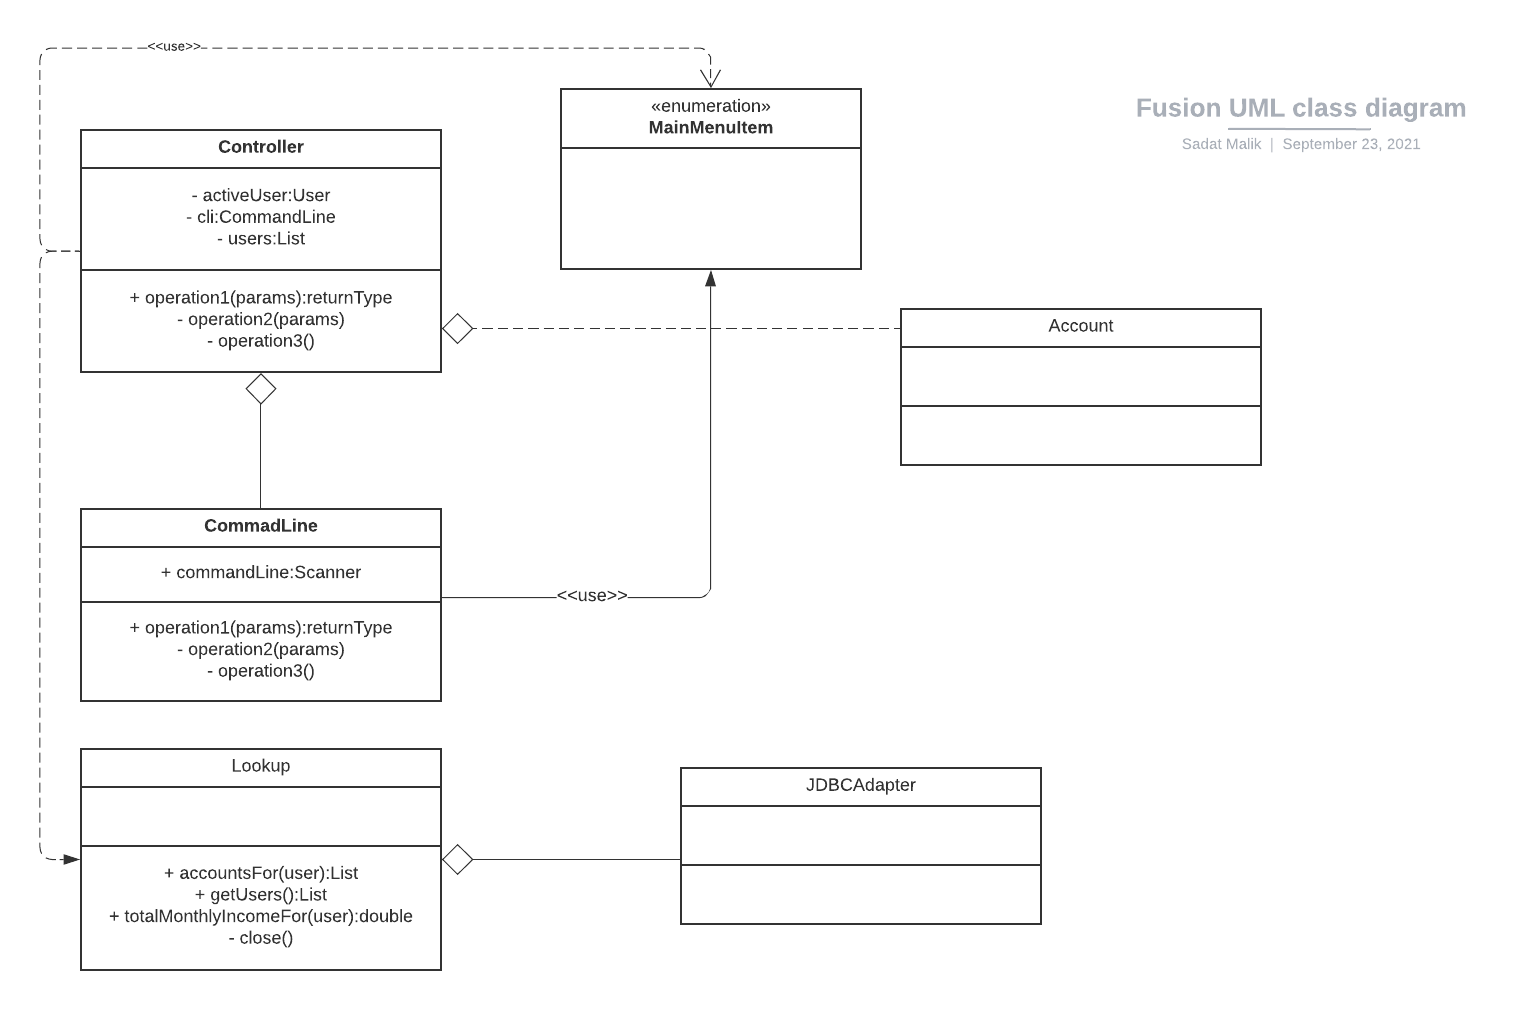 <<use>>
«enumeration»
MainMenuItem
Fusion UML class diagram
Sadat Malik | September 23, 2021
Controller
- activeUser:User
- cli:CommandLine
- users:List
+ operation1(params):returnType
- operation2(params)
- operation3()
Account
CommadLine
+ commandLine:Scanner
+ operation1(params):returnType
- operation2(params)
- operation3()
<<use>>
Lookup
+ accountsFor(user):List
+ getUsers():List
+ totalMonthlyIncomeFor(user):double
- close()
JDBCAdapter